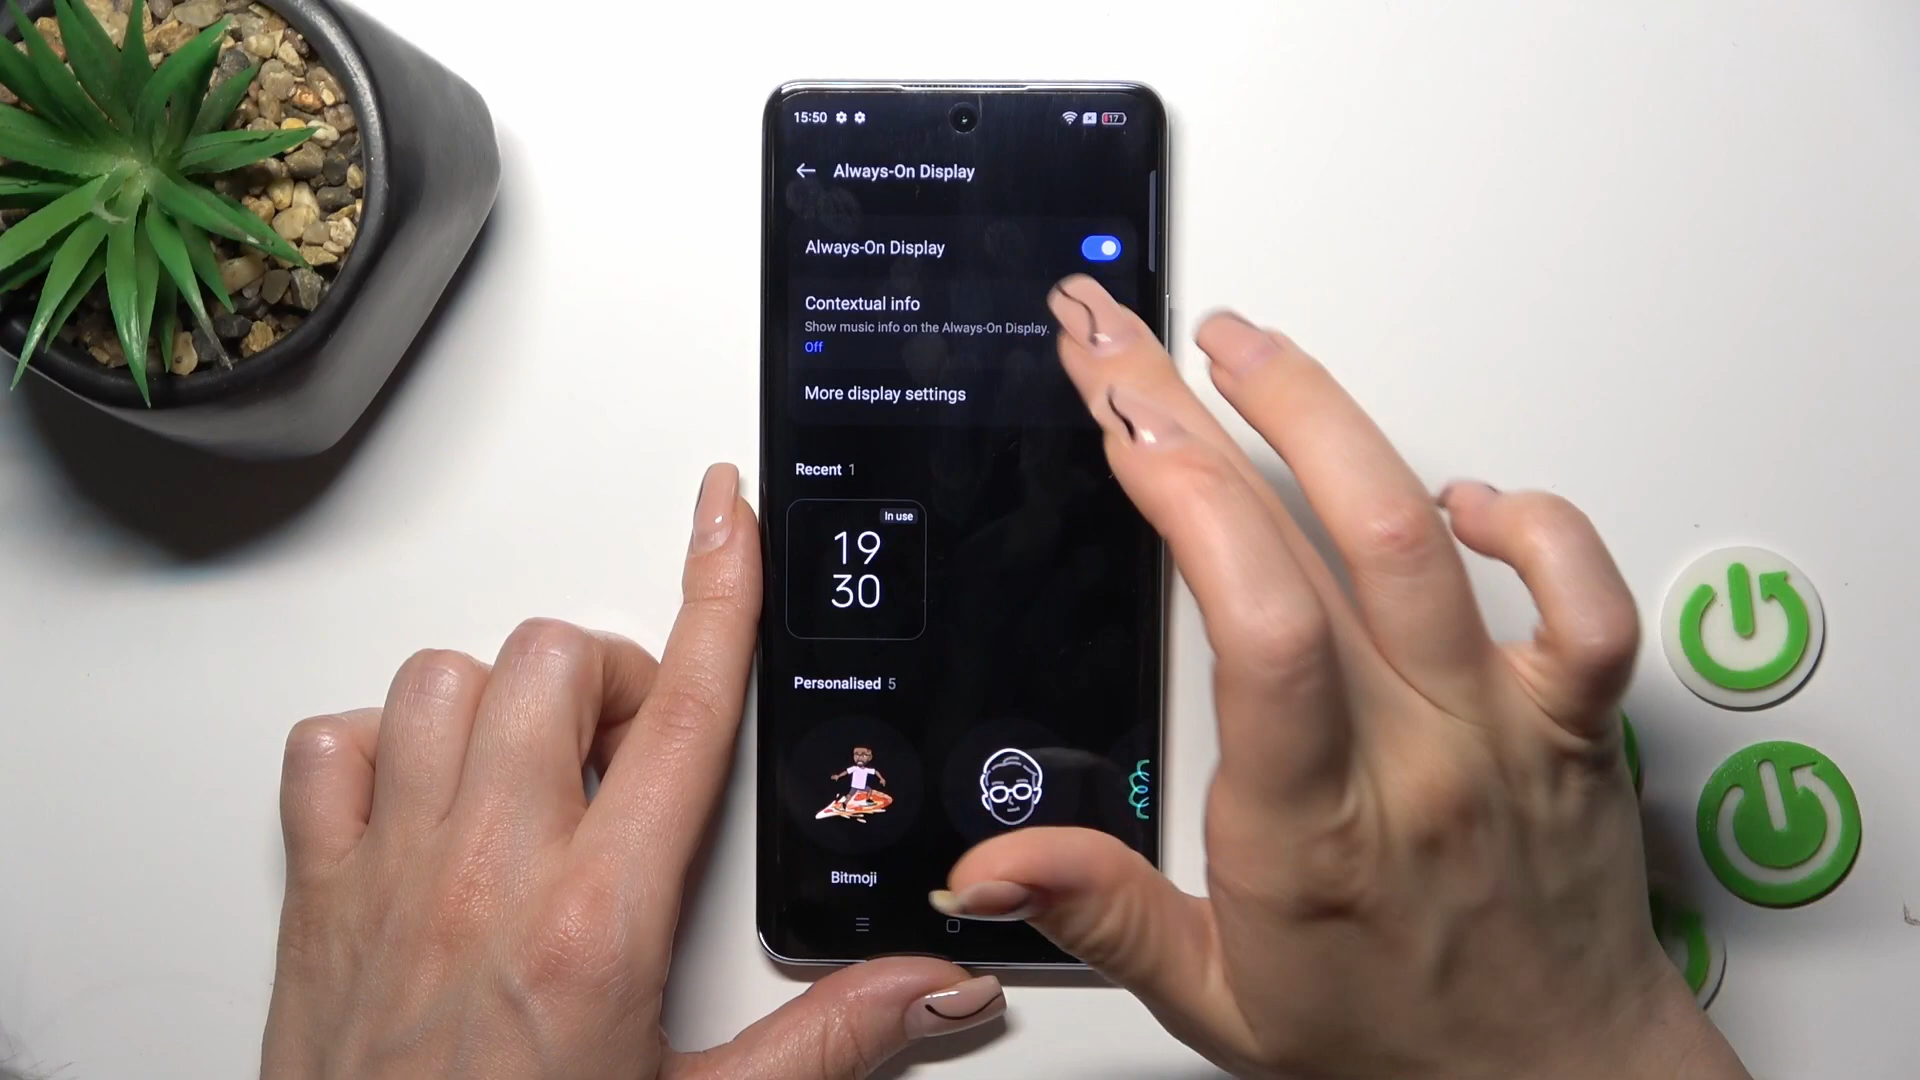 15:50
17
Always-On Display
Always-On Display
Contextual info
Show music info on the Always-On Display.
Off
More display settings
Recent 1
In use
19
30
Personalised 5
Bitmoji